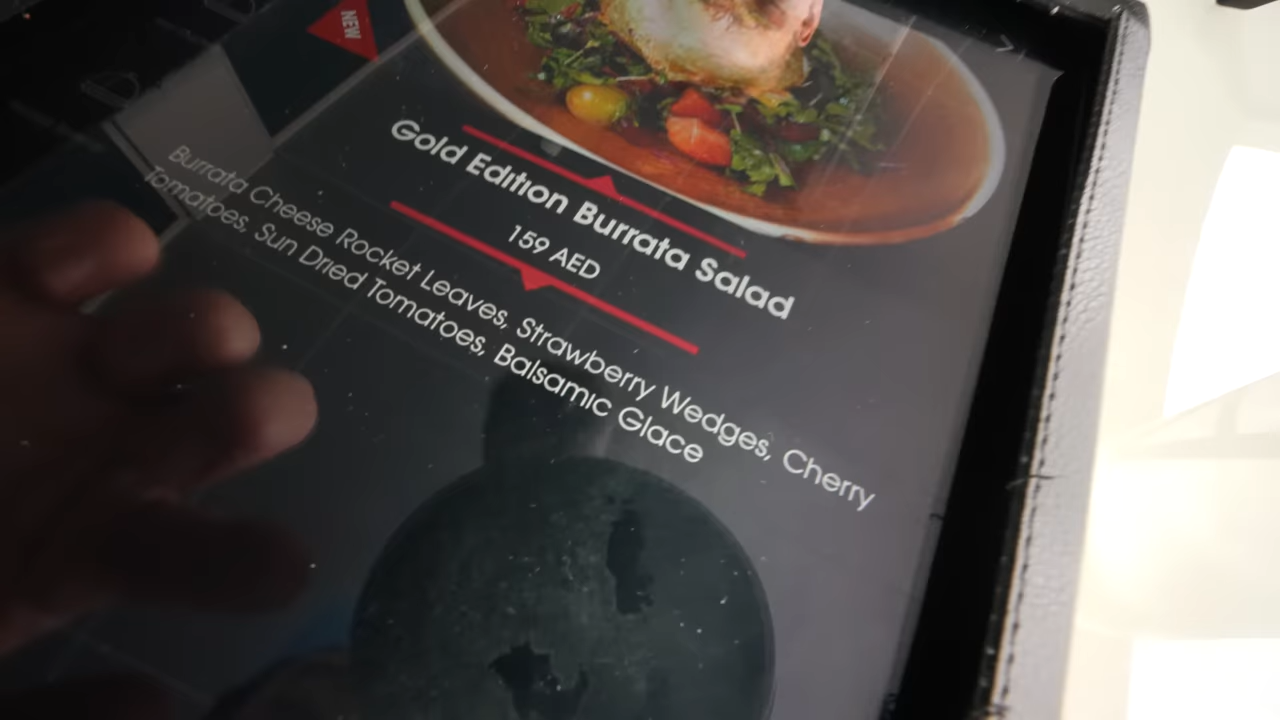 NEW
Gold Edition Burrata Salad
159 AED
Burrata Cheese Rocket Leaves, Strawberry Wedges, Cherry
Tomatoes, Sun Dried Tomatoes, Balsamic Glace